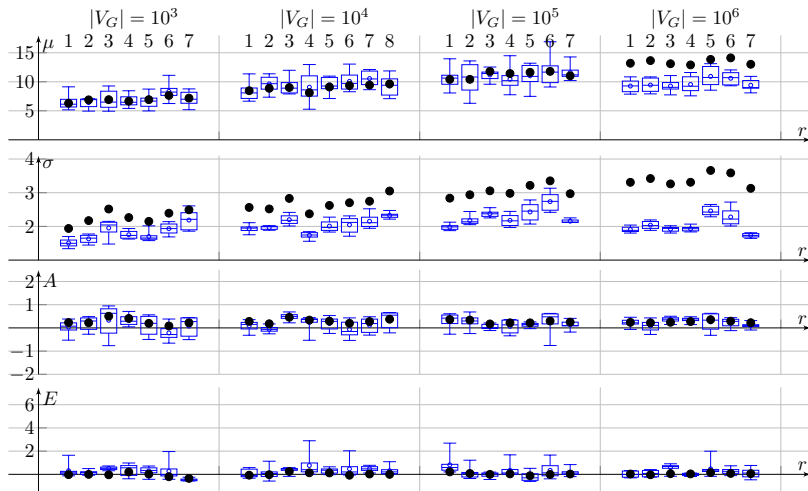 |V_G| = 10^3 |V_G| = 10^4 |V_G| = 10^5 |V_G| = 10^6
μ 1 2 3 4 5 6 7 1 2 3 4 5 6 7 8 1 2 3 4 5 6 7 1 2 3 4 5 6 7
15
10
5
r
4
σ
2
r
2
A
1
−1
r
−2
E
6
4
2
r